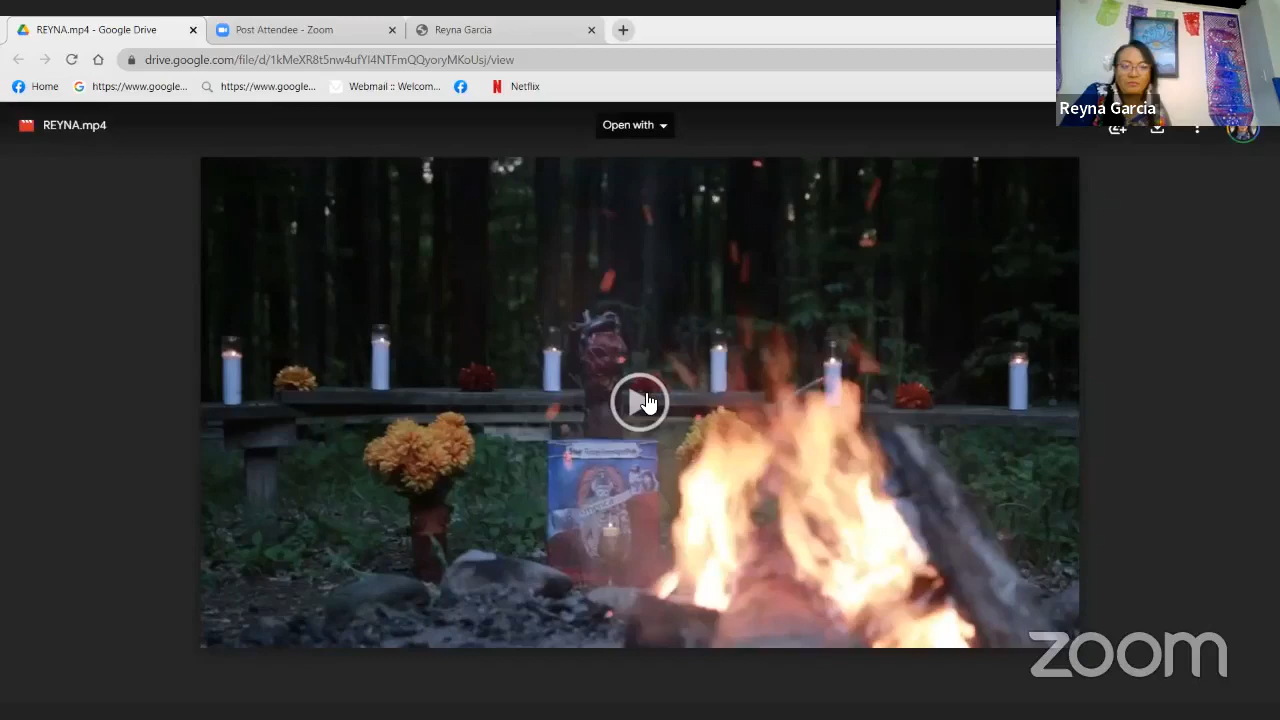 REYNA.mp4 - Google Drive
Post Attendee - Zoom
Reyna Garcia
drive.google.com/file/d/1kMeXR8t5nw4ufYl4NTFmQQyoryMKoUsj/view
Home
https://www.google...
https://www.google...
Webmail :: Welcom...
Netflix
Reyna Garcia
REYNA.mp4
Open with
zoom